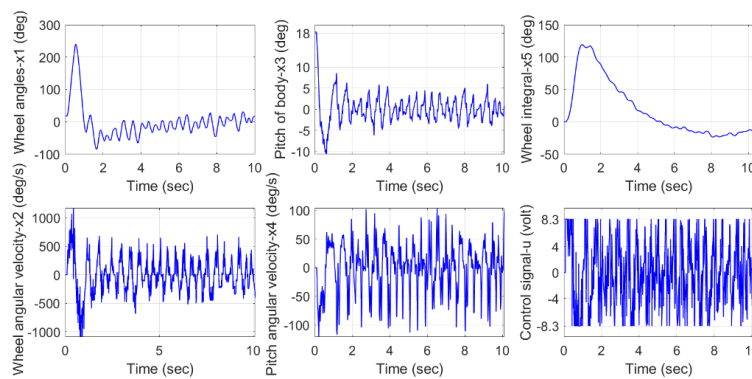 Wheel angles-x1 (deg)
300
200
100
0
-100
0 2 4 6 8 10
Time (sec)
Pitch of body-x3 (deg)
18
10
5
0
-5
-10
0 2 4 6 8 10
Time (sec)
Wheel integral-x5 (deg)
150
100
50
0
-50
0 2 4 6 8 10
Time (sec)
Wheel angular velocity-x2 (deg/s)
1000
500
0
-500
-1000
0 5 10
Time (sec)
Pitch angular velocity-x4 (deg/s)
100
50
0
-50
-100
0 2 4 6 8 10
Time (sec)
Control signal-u (volt)
8.3
4
0
-4
-8.3
0 2 4 6 8 10
Time (sec)